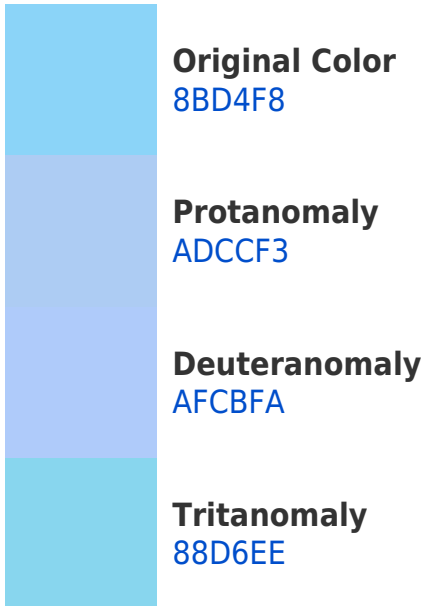 Original Color
8BD4F8
Protanomaly
ADCCF3
Deuteranomaly
AFCBFA
Tritanomaly
88D6EE